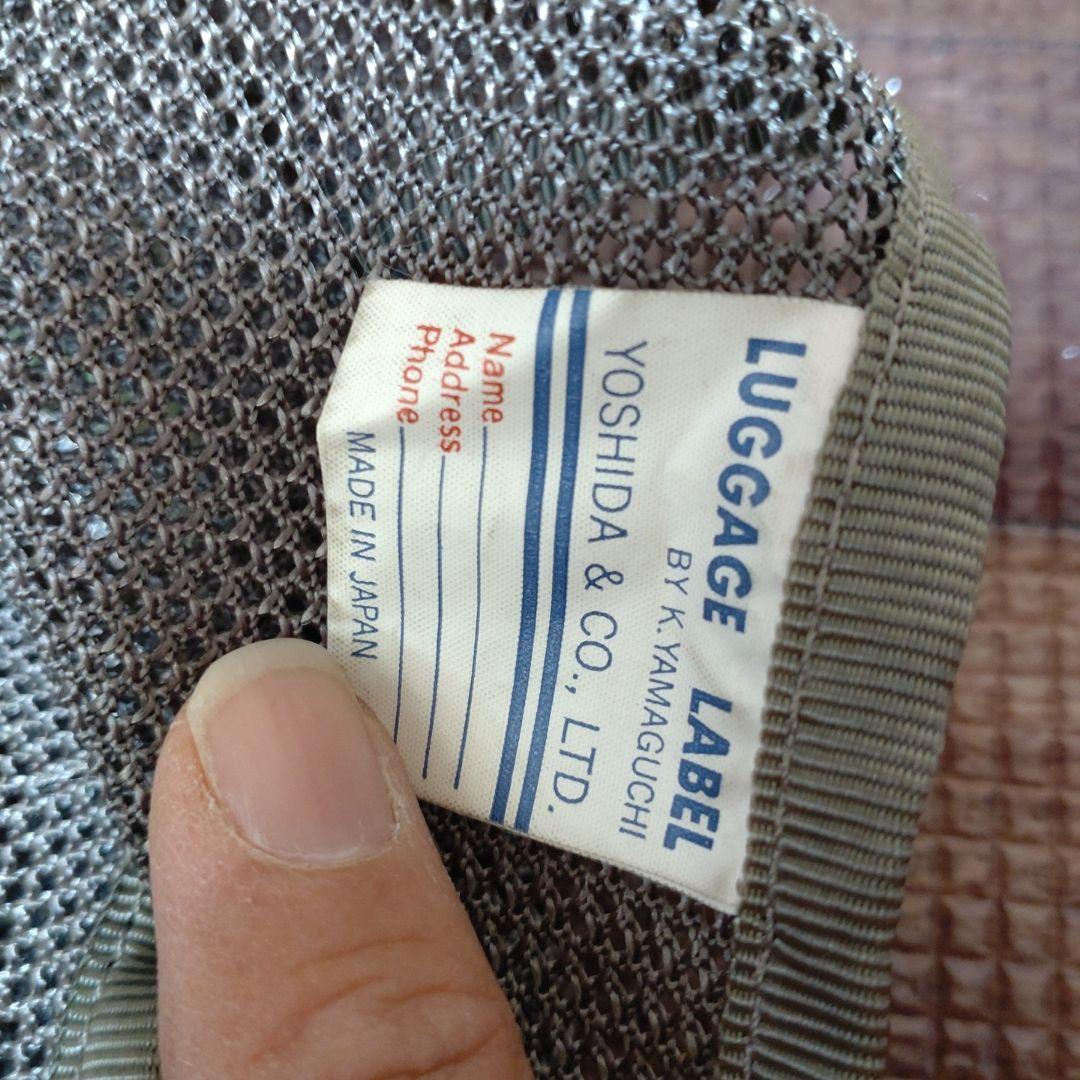 LUGGAGE LABEL
BY K.YAMAGUCHI
YOSHIDA & CO., LTD.
Name
Address
Phone
MADE IN JAPAN